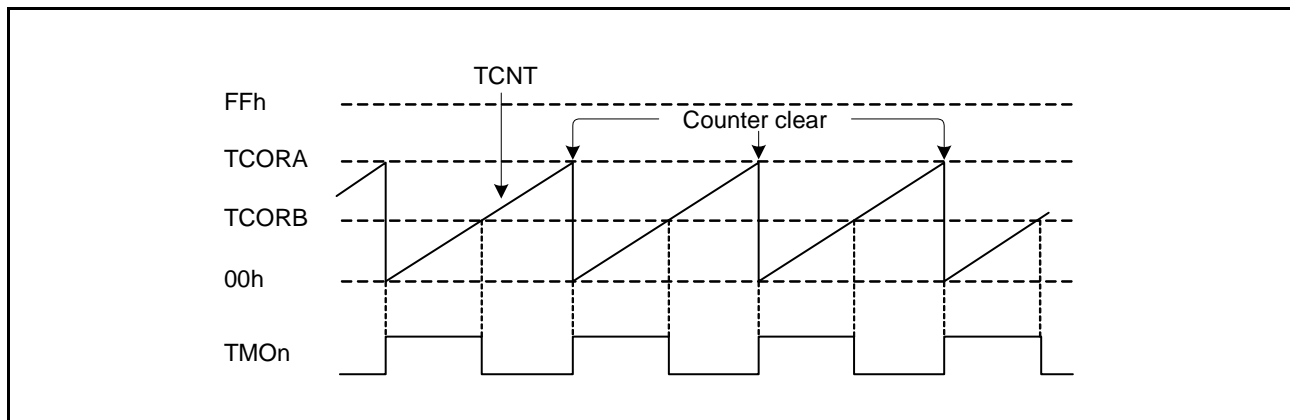 TCNT
FFh
Counter clear
TCORA
TCORB
00h
TMOn